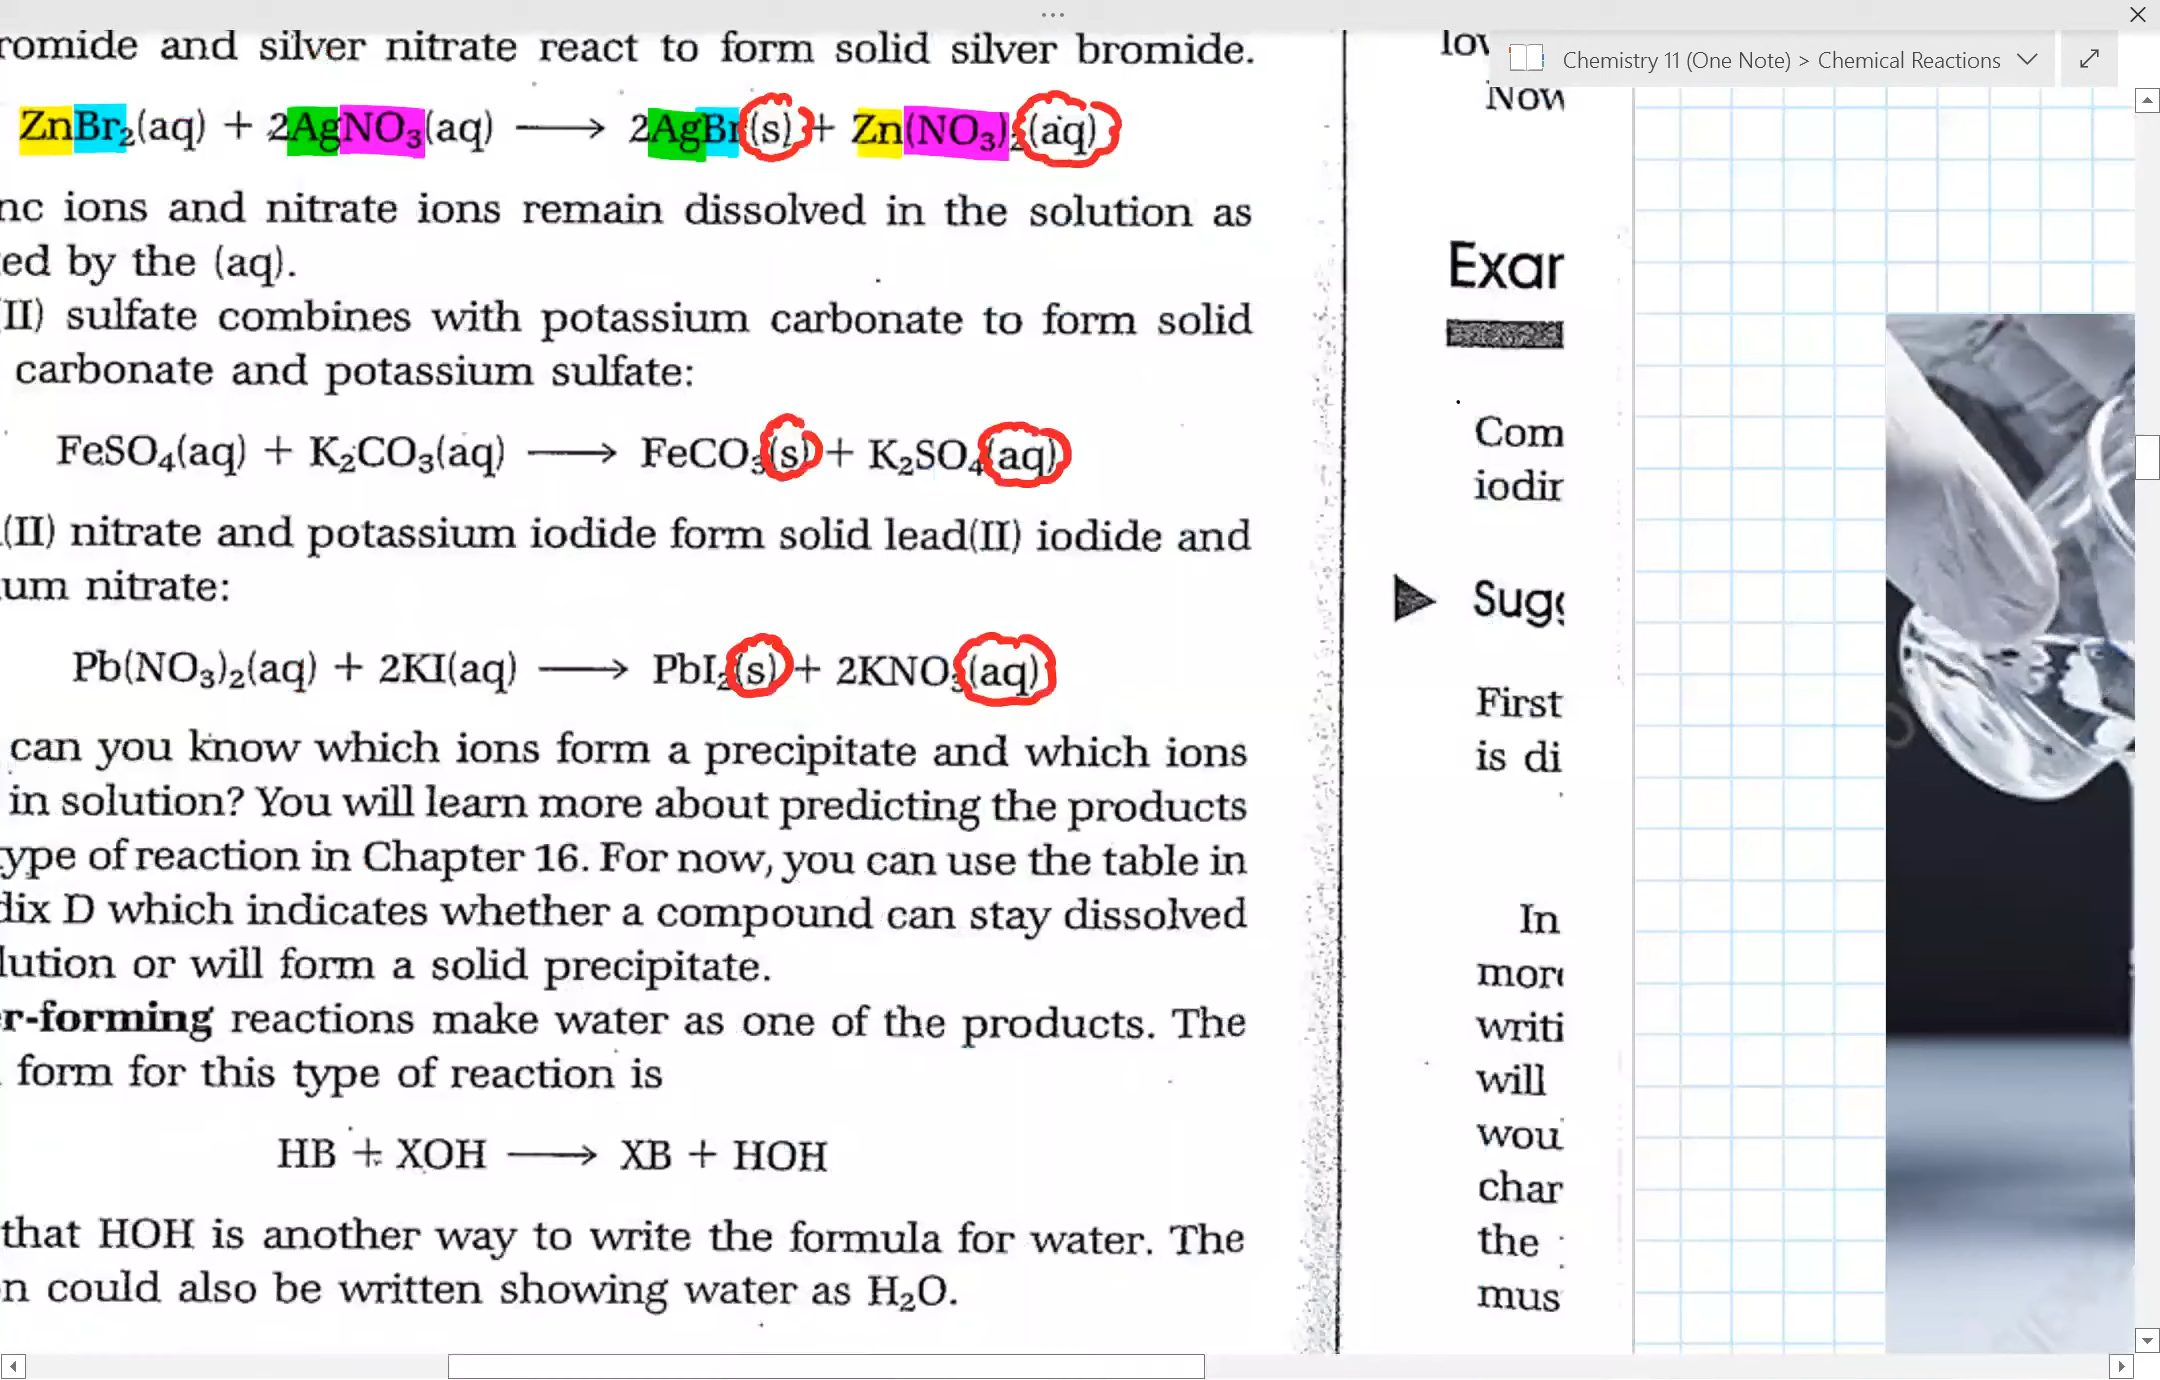 romide and silver nitrate react to form solid silver bromide.
ZnBr₂(aq) + 2AgNO₃(aq) ⟶ 2AgBr(s) + Zn(NO₃)₂(aq)
nc ions and nitrate ions remain dissolved in the solution as
ed by the (aq).
(II) sulfate combines with potassium carbonate to form solid
carbonate and potassium sulfate:
FeSO₄(aq) + K₂CO₃(aq) ⟶ FeCO₃(s) + K₂SO₄(aq)
(II) nitrate and potassium iodide form solid lead(II) iodide and
um nitrate:
Pb(NO₃)₂(aq) + 2KI(aq) ⟶ PbI₂(s) + 2KNO₃(aq)
can you know which ions form a precipitate and which ions
in solution? You will learn more about predicting the products
ype of reaction in Chapter 16. For now, you can use the table in
dix D which indicates whether a compound can stay dissolved
lution or will form a solid precipitate.
r-forming reactions make water as one of the products. The
form for this type of reaction is
HB + XOH ⟶ XB + HOH
that HOH is another way to write the formula for water. The
n could also be written showing water as H₂O.
Chemistry 11 (One Note) > Chemical Reactions
lov
Now
Exar
Com
iodir
Sugg
First
is di
In
more
writi
will
wou
char
the
mus